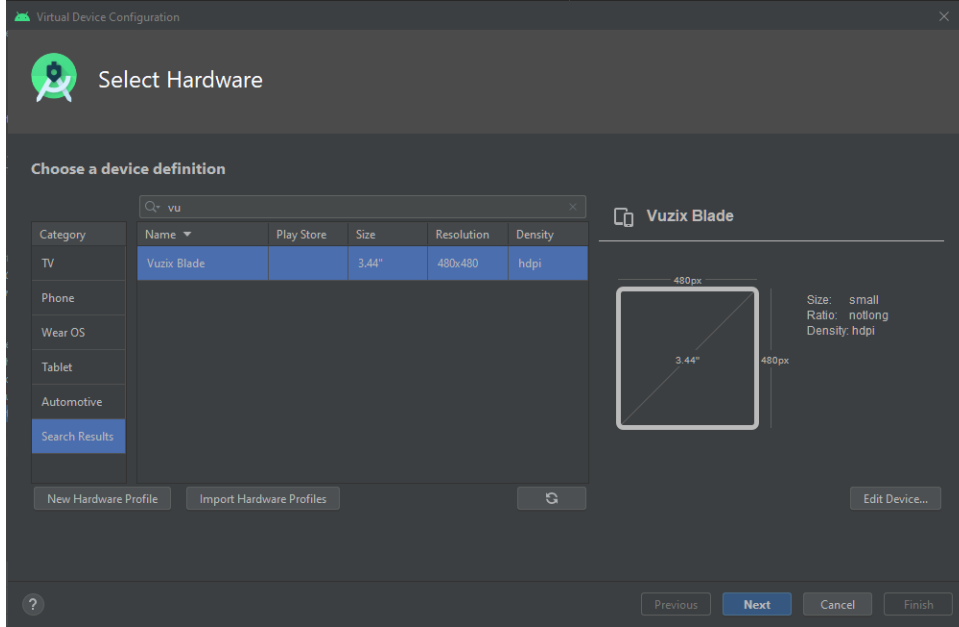 Virtual Device Configuration
Select Hardware
Choose a device definition
vu
Category
Name Play Store Size Resolution Density
TV
Phone
Wear OS
Tablet
Automotive
Search Results
Vuzix Blade 3.44" 480x480 hdpi
New Hardware Profile Import Hardware Profiles
Vuzix Blade
480px
3.44"
480px
Size: small
Ratio: notlong
Density: hdpi
Edit Device...
?
Previous Next Cancel Finish